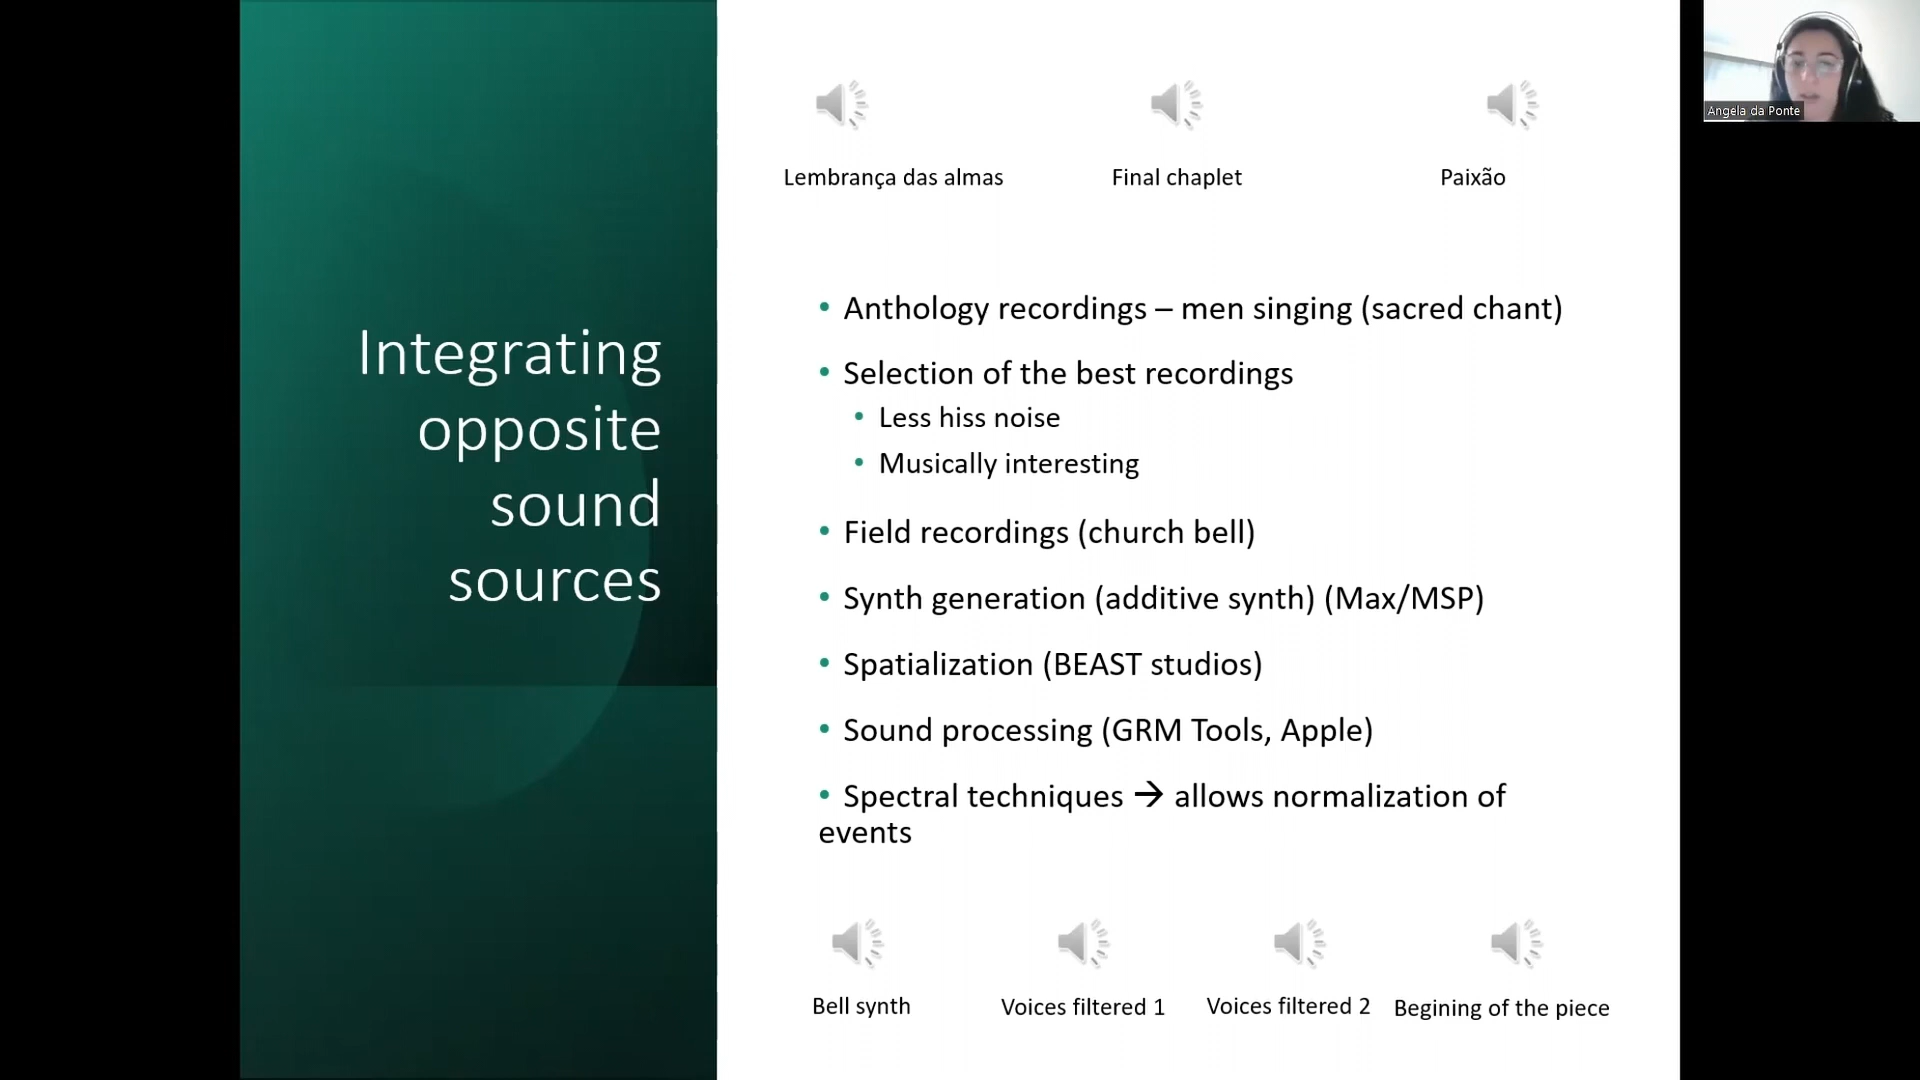 Angela da Ponte
Lembrança das almas
Final chaplet
Paixão
Integrating
opposite
sound
sources
• Anthology recordings – men singing (sacred chant)
• Selection of the best recordings
• Less hiss noise
• Musically interesting
• Field recordings (church bell)
• Synth generation (additive synth) (Max/MSP)
• Spatialization (BEAST studios)
• Sound processing (GRM Tools, Apple)
• Spectral techniques → allows normalization of
events
Bell synth
Voices filtered 1
Voices filtered 2
Begining of the piece